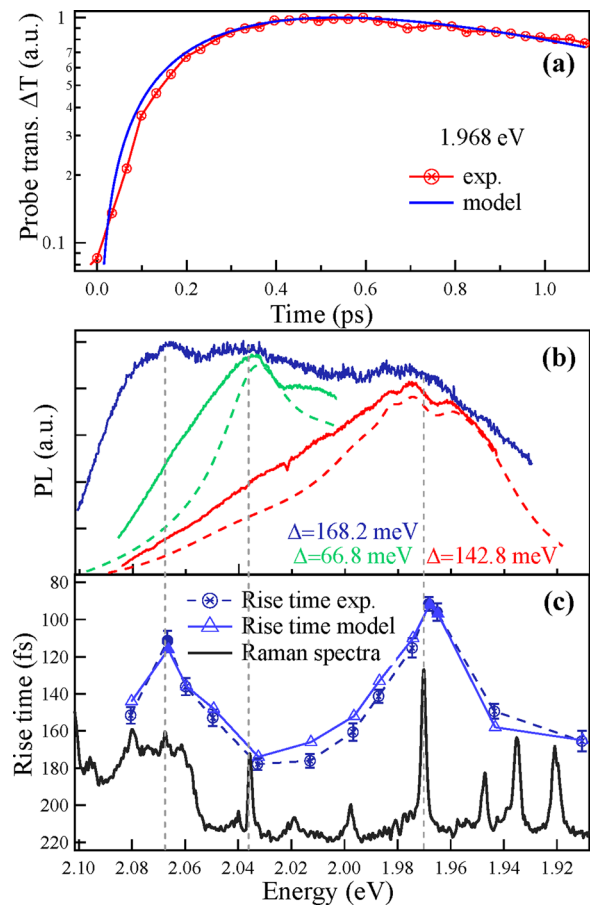 Probe trans. ΔT (a.u.)
1
7
6
5
4
3
2
0.1
(a)
1.968 eV
exp.
model
0.0 0.2 0.4 0.6 0.8 1.0
Time (ps)
(b)
PL (a.u.)
Δ=168.2 meV
Δ=66.8 meV Δ=142.8 meV
(c)
Rise time (fs)
80
100
120
140
160
180
200
220
Rise time exp.
Rise time model
Raman spectra
2.10 2.08 2.06 2.04 2.02 2.00 1.98 1.96 1.94 1.92
Energy (eV)